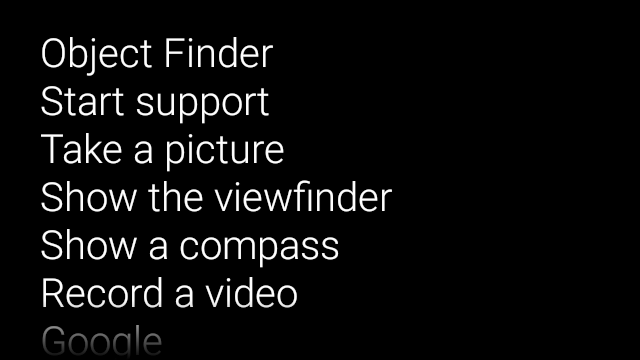 Object Finder
Start support
Take a picture
Show the viewfinder
Show a compass
Record a video
Google